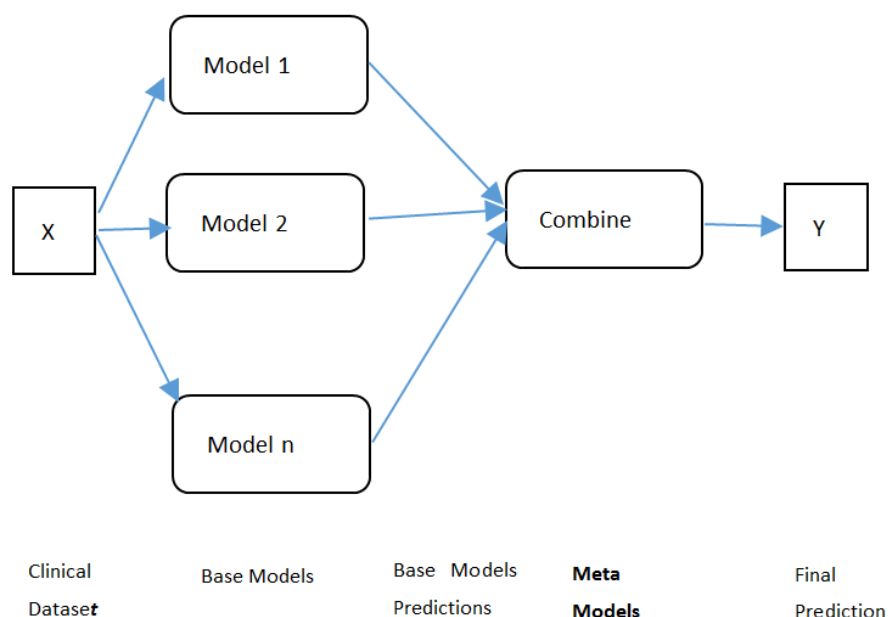 Model 1
X
Model 2
Combine
Y
Model n
Clinical
Dataset
Base Models
Base Models
Predictions
Meta
Models
Final
Prediction